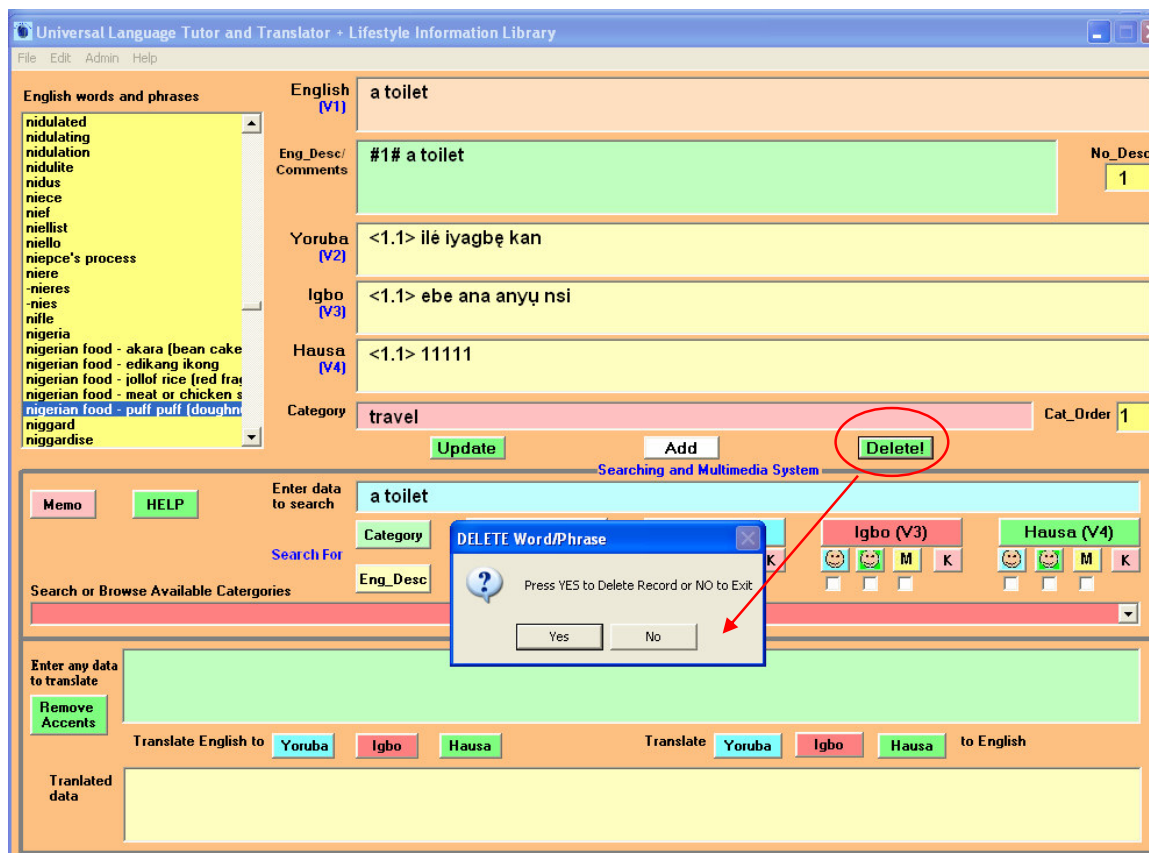 Universal Language Tutor and Translator + Lifestyle Information Library
File Edit Admin Help
English words and phrases
nidulated
nidulating
nidulation
nidulite
nidus
niece
nief
niellist
niello
niepce's process
niere
-nieres
-nies
nifle
nigeria
nigerian food - akara (bean cake
nigerian food - edikang ikong
nigerian food - jollof rice (red frag
nigerian food - meat or chicken s
nigerian food - puff puff (doughn
niggard
niggardise
English (V1)
a toilet
Eng_Desc/ Comments
#1# a toilet
No_Desc
1
Yoruba (V2)
<1.1> ilé iyagbẹ kan
Igbo (V3)
<1.1> ebe ana anyụ nsi
Hausa (V4)
<1.1> 11111
Category
travel
Cat_Order 1
Update Add Delete!
Searching and Multimedia System
Memo HELP
Enter data to search
a toilet
Search For
Category
Eng_Desc
K
Igbo (V3)
M K
Hausa (V4)
M K
Search or Browse Available Catergories
DELETE Word/Phrase
Press YES to Delete Record or NO to Exit
Yes No
Enter any data to translate
Remove Accents
Translate English to Yoruba Igbo Hausa
Translate Yoruba Igbo Hausa to English
Tranlated data